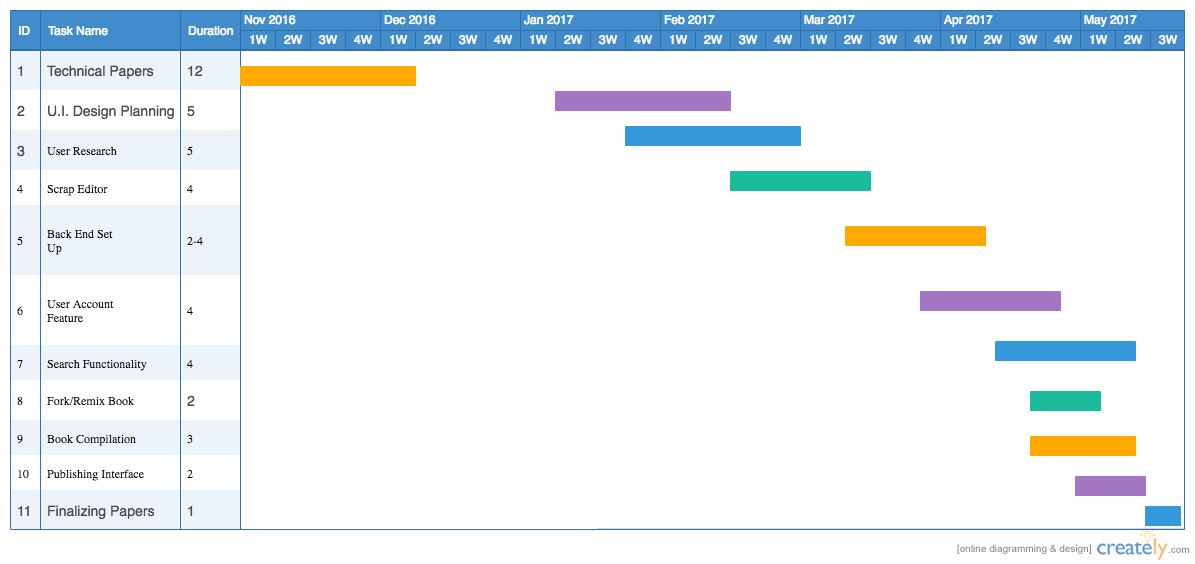 ID Task Name Duration Nov 2016 Dec 2016 Jan 2017 Feb 2017 Mar 2017 Apr 2017 May 2017
1W 2W 3W 4W 1W 2W 3W 4W 1W 2W 3W 4W 1W 2W 3W 4W 1W 2W 3W 4W 1W 2W 3W 4W 1W 2W 3W
1 Technical Papers 12
2 U.I. Design Planning 5
3 User Research 5
4 Scrap Editor 4
5 Back End Set 2-4
Up
6 User Account 4
Feature
7 Search Functionality 4
8 Fork/Remix Book 2
9 Book Compilation 3
10 Publishing Interface 2
11 Finalizing Papers 1
[online diagramming & design] creately.com